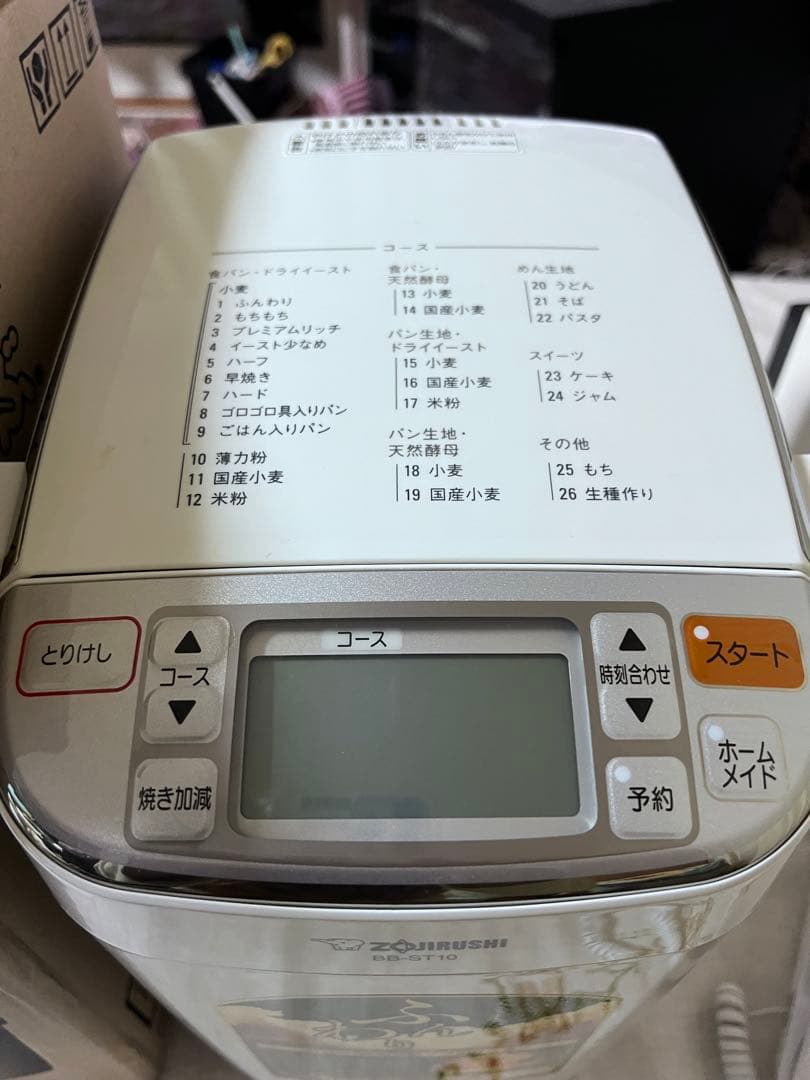 コース
食パン・ドライイースト
小麦
1 ふんわり
2 もちもち
3 プレミアムリッチ
4 イースト少なめ
5 ハーフ
6 早焼き
7 ハード
8 ゴロゴロ具入りパン
9 ごはん入りパン
10 薄力粉
11 国産小麦
12 米粉
食パン・
天然酵母
13 小麦
14 国産小麦
パン生地・
ドライイースト
15 小麦
16 国産小麦
17 米粉
パン生地・
天然酵母
18 小麦
19 国産小麦
めん生地
20 うどん
21 そば
22 パスタ
スイーツ
23 ケーキ
24 ジャム
その他
25 もち
26 生種作り
とりけし
コース
焼き加減
コース
時刻合わせ
予約
スタート
ホーム
メイド
ZOJIRUSHI
BB-ST10